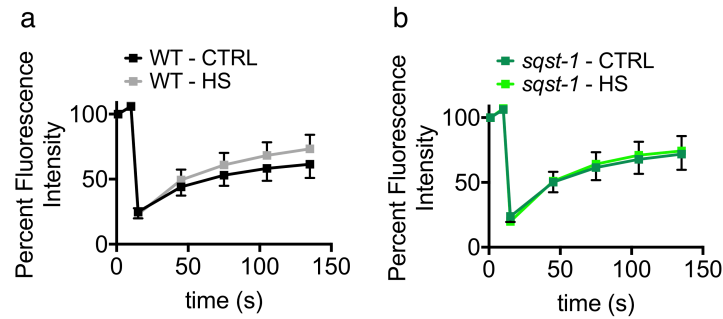 a
WT - CTRL
WT - HS
Percent Fluorescence
Intensity
100
50
0
0 50 100 150
time (s)
b
sqst-1 - CTRL
sqst-1 - HS
Percent Fluorescence
Intensity
100
50
0
0 50 100 150
time (s)